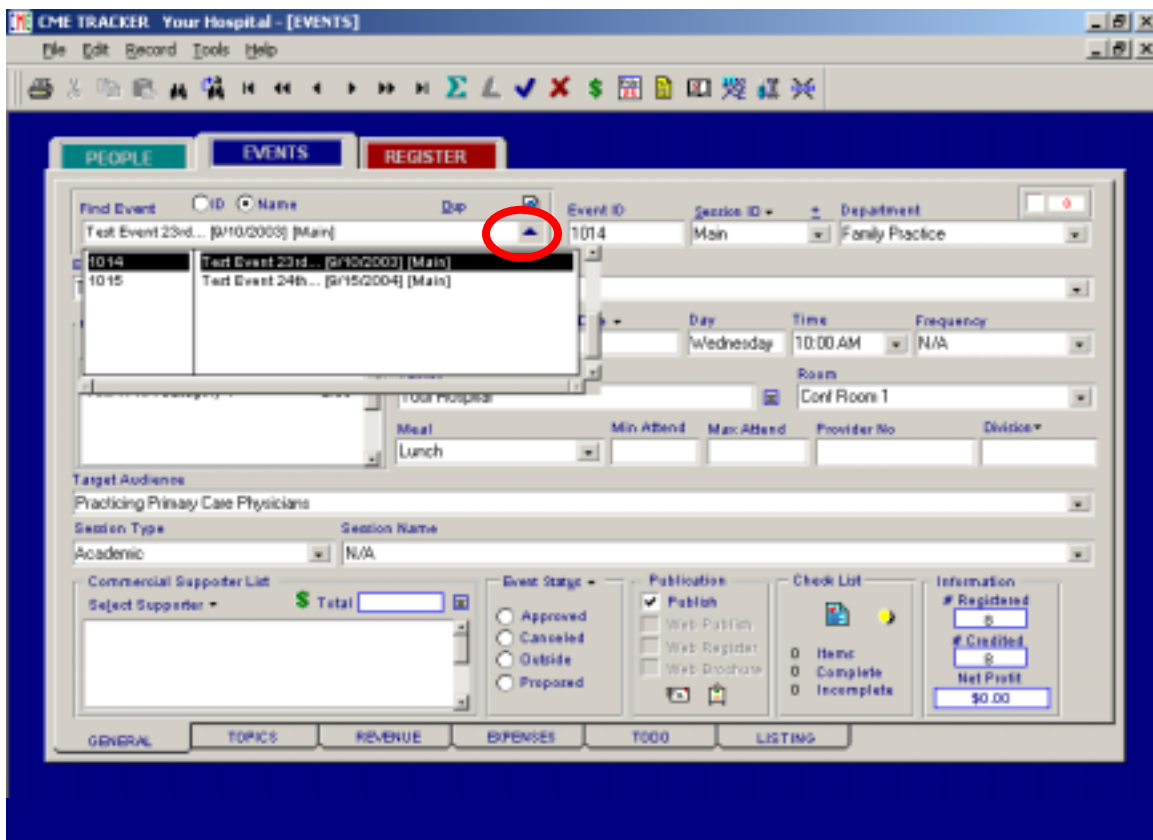 CME TRACKER Your Hospital - [EVENTS]
File Edit Record Tools Help
PEOPLE EVENTS REGISTER
Find Event ID Name Dup Event ID Session ID + Department 0
Test Event 23rd... [9/10/2003] [Main] 1014 Main Family Practice
1014 Test Event 23rd... [9/10/2003] [Main]
1015 Test Event 24th... [9/15/2004] [Main]
Day Time Frequency
Wednesday 10:00 AM N/A
Room
Your Hospital Conf Room 1
Meal Min Attend Max Attend Provider No Division
Lunch
Target Audience
Practicing Primary Care Physicians
Session Type Session Name
Academic N/A
Commercial Supporter List Event Status Publication Check List Information
Select Supporter $ Total Publish # Registered
Approved Web Publish 8
Canceled Web Register 0 Items # Credited
Outside Web Brochure 0 Complete 8
Proposed 0 Incomplete Net Profit
$0.00
GENERAL TOPICS REVENUE EXPENSES TODO LISTING